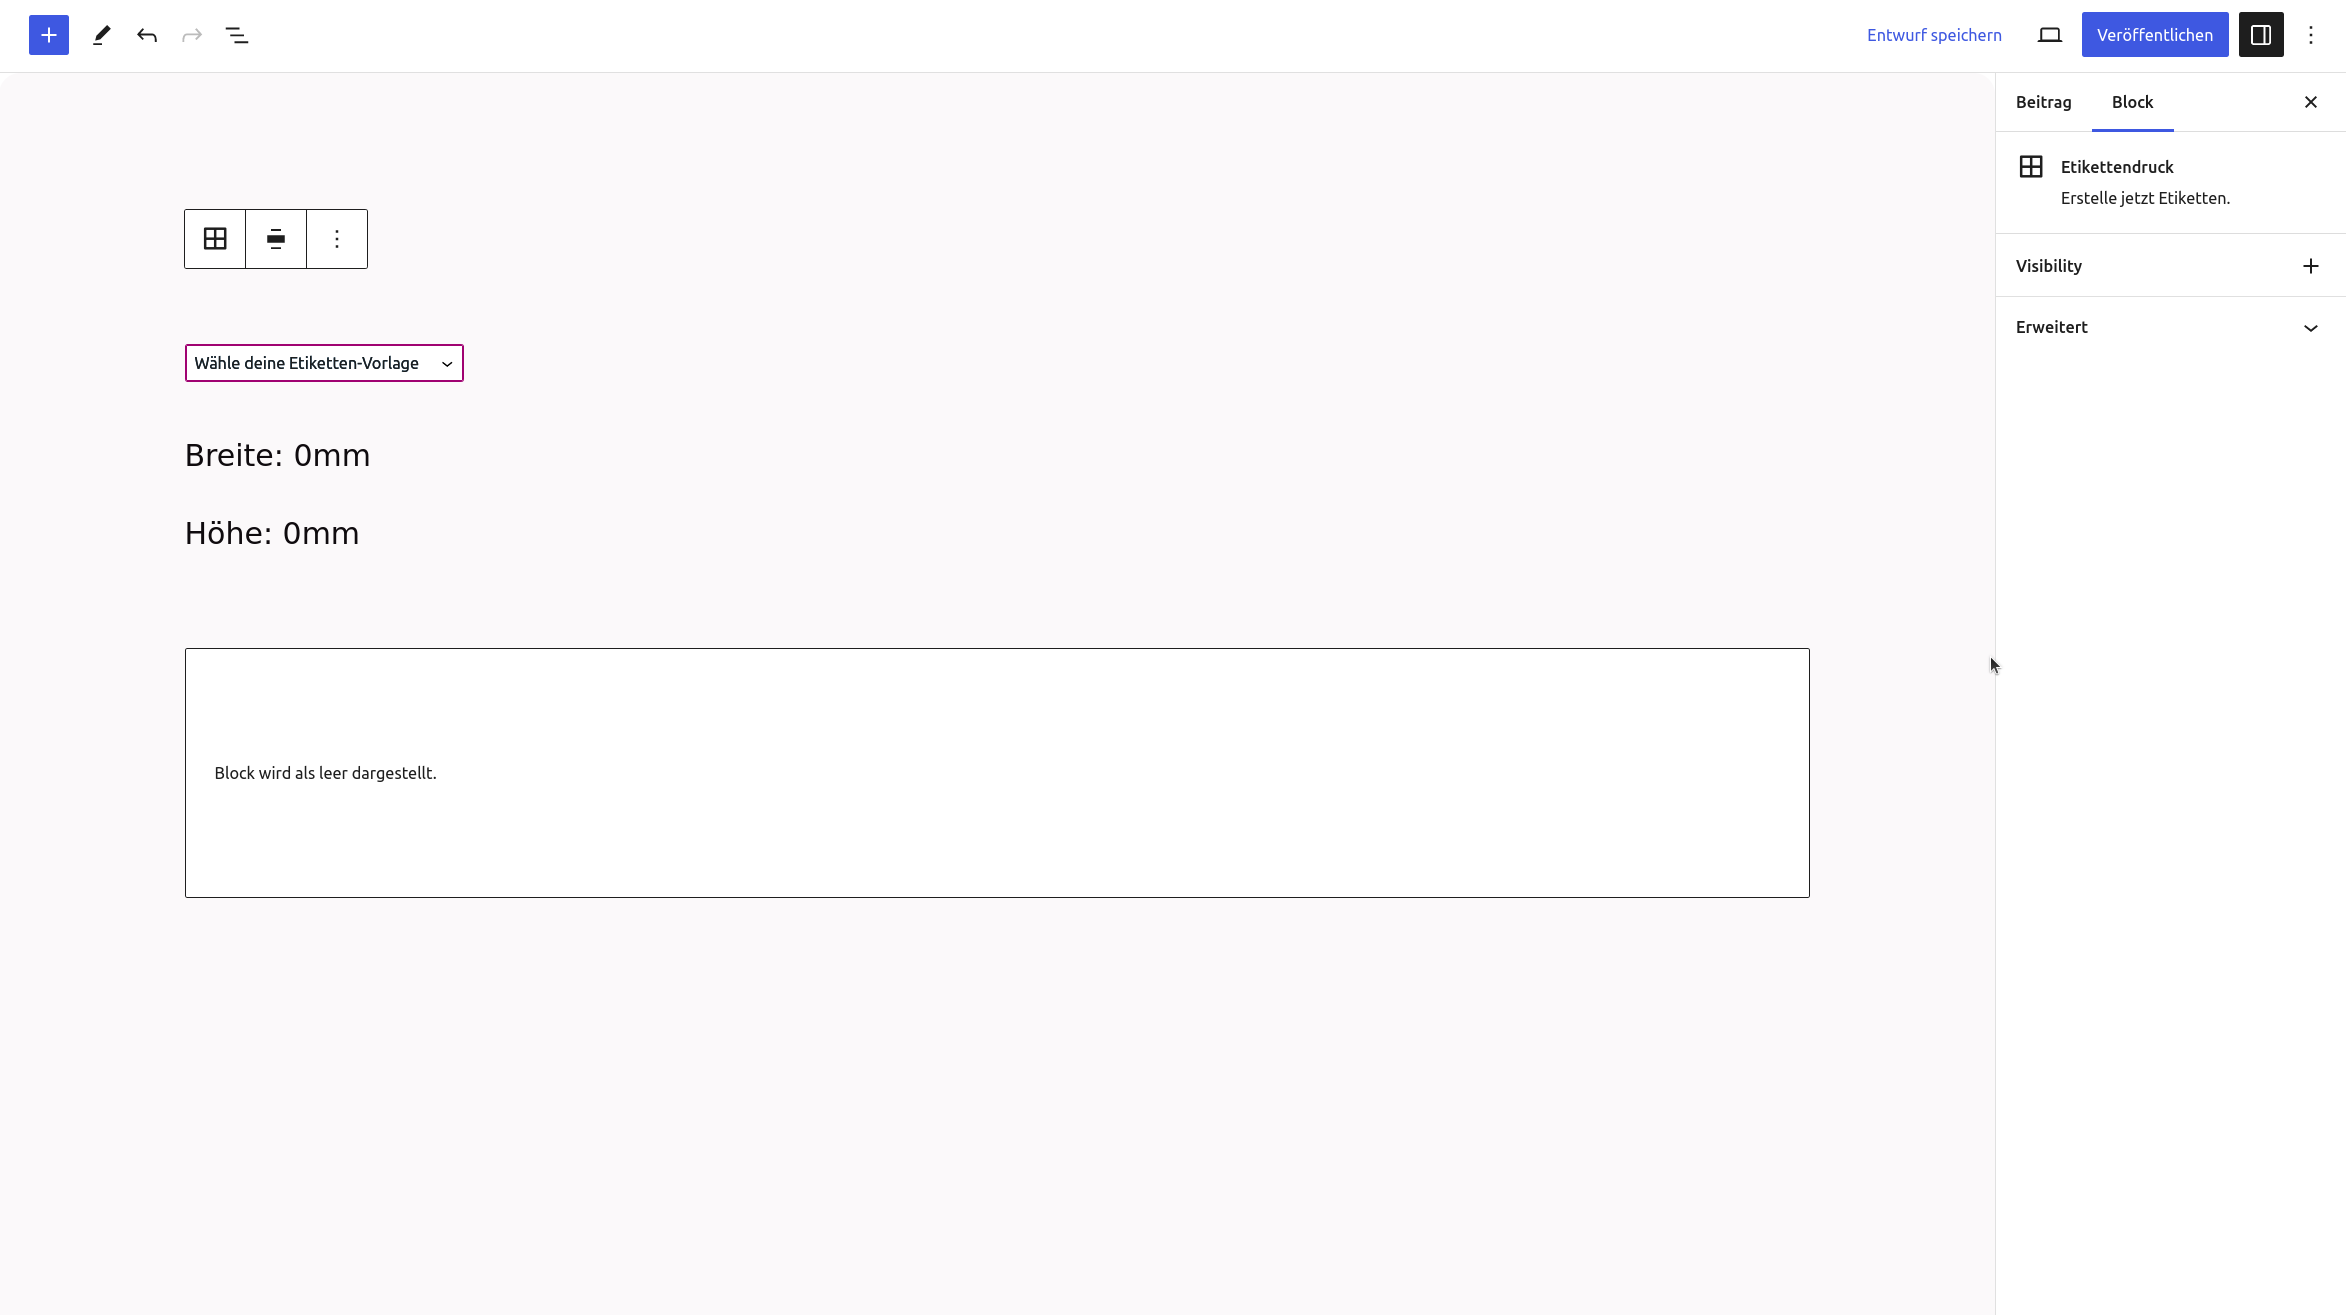 Entwurf speichern
Veröffentlichen
Beitrag
Block
Etikettendruck
Erstelle jetzt Etiketten.
Visibility
Erweitert
Wähle deine Etiketten-Vorlage
Breite: 0mm
Höhe: 0mm
Block wird als leer dargestellt.